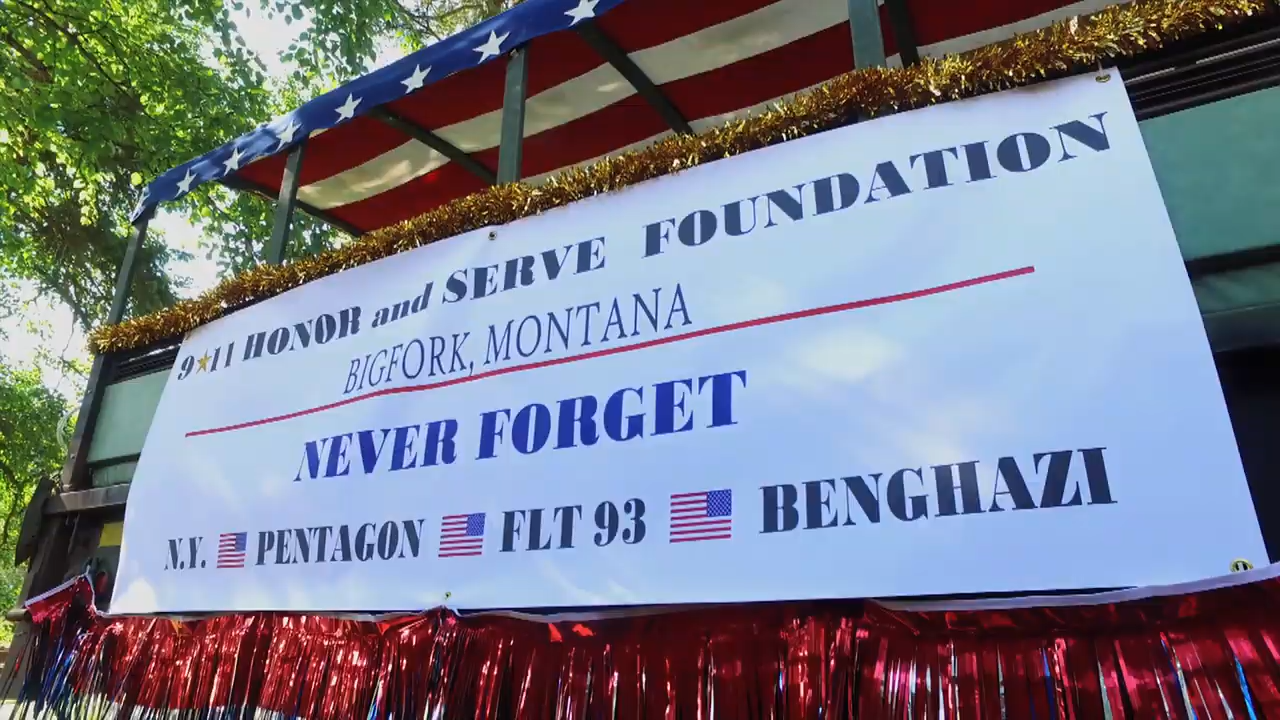 9★11 HONOR and SERVE FOUNDATION
BIGFORK, MONTANA
NEVER FORGET
N.Y. PENTAGON FLT 93 BENGHAZI